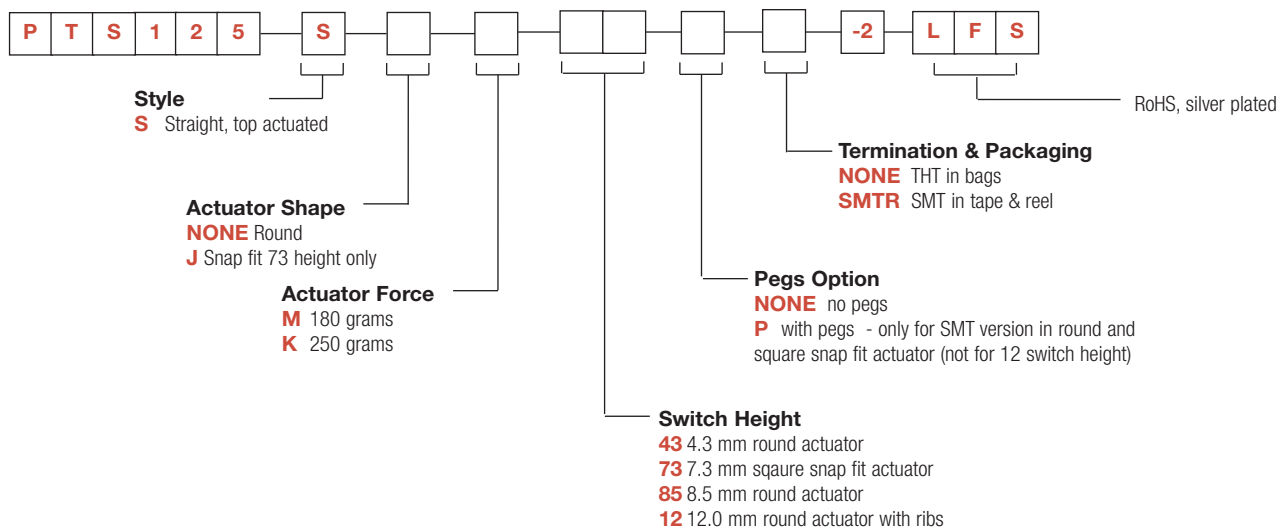 P T S 1 2 5 S -2 L F S
Style
S Straight, top actuated
RoHS, silver plated
Termination & Packaging
NONE THT in bags
SMTR SMT in tape & reel
Actuator Shape
NONE Round
J Snap fit 73 height only
Pegs Option
NONE no pegs
P with pegs - only for SMT version in round and
square snap fit actuator (not for 12 switch height)
Actuator Force
M 180 grams
K 250 grams
Switch Height
43 4.3 mm round actuator
73 7.3 mm sqaure snap fit actuator
85 8.5 mm round actuator
12 12.0 mm round actuator with ribs